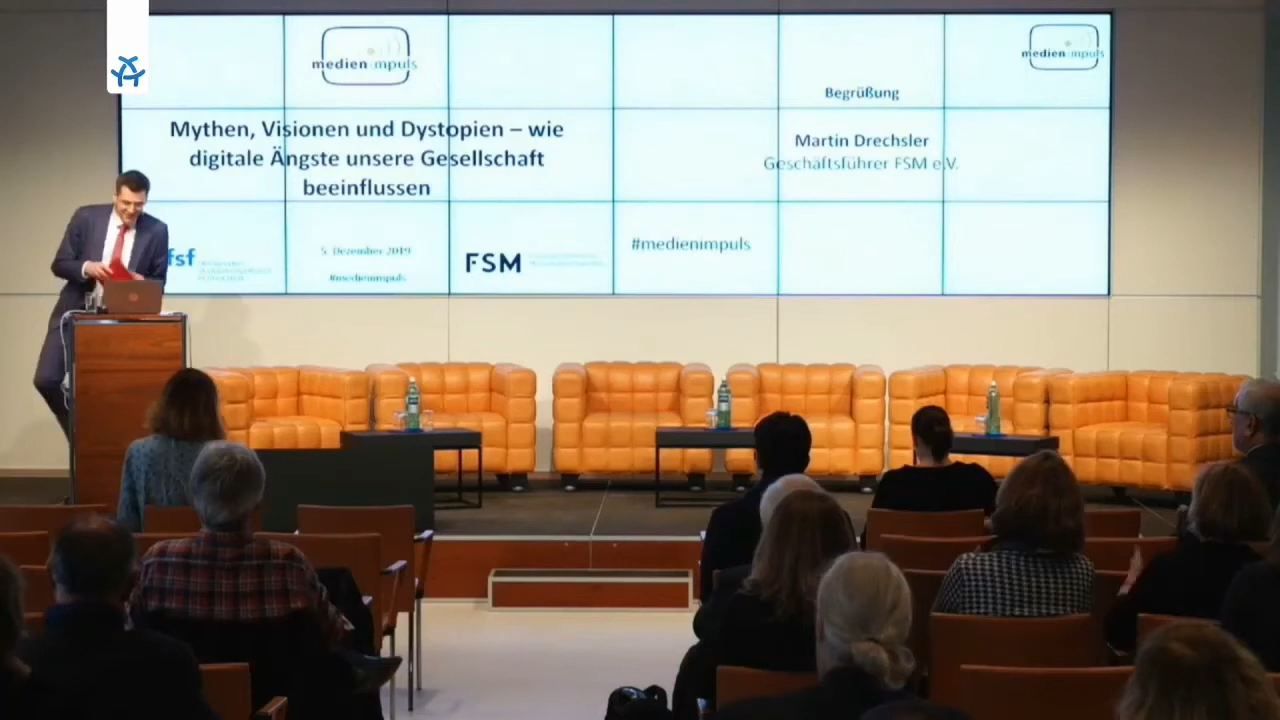 medien impuls
Mythen, Visionen und Dystopien – wie
digitale Ängste unsere Gesellschaft
beeinflussen
fsf
5. Dezember 2019
#medienimpuls
FSM
medien impuls
Begrüßung
Martin Drechsler
Geschäftsführer FSM e.V.
#medienimpuls